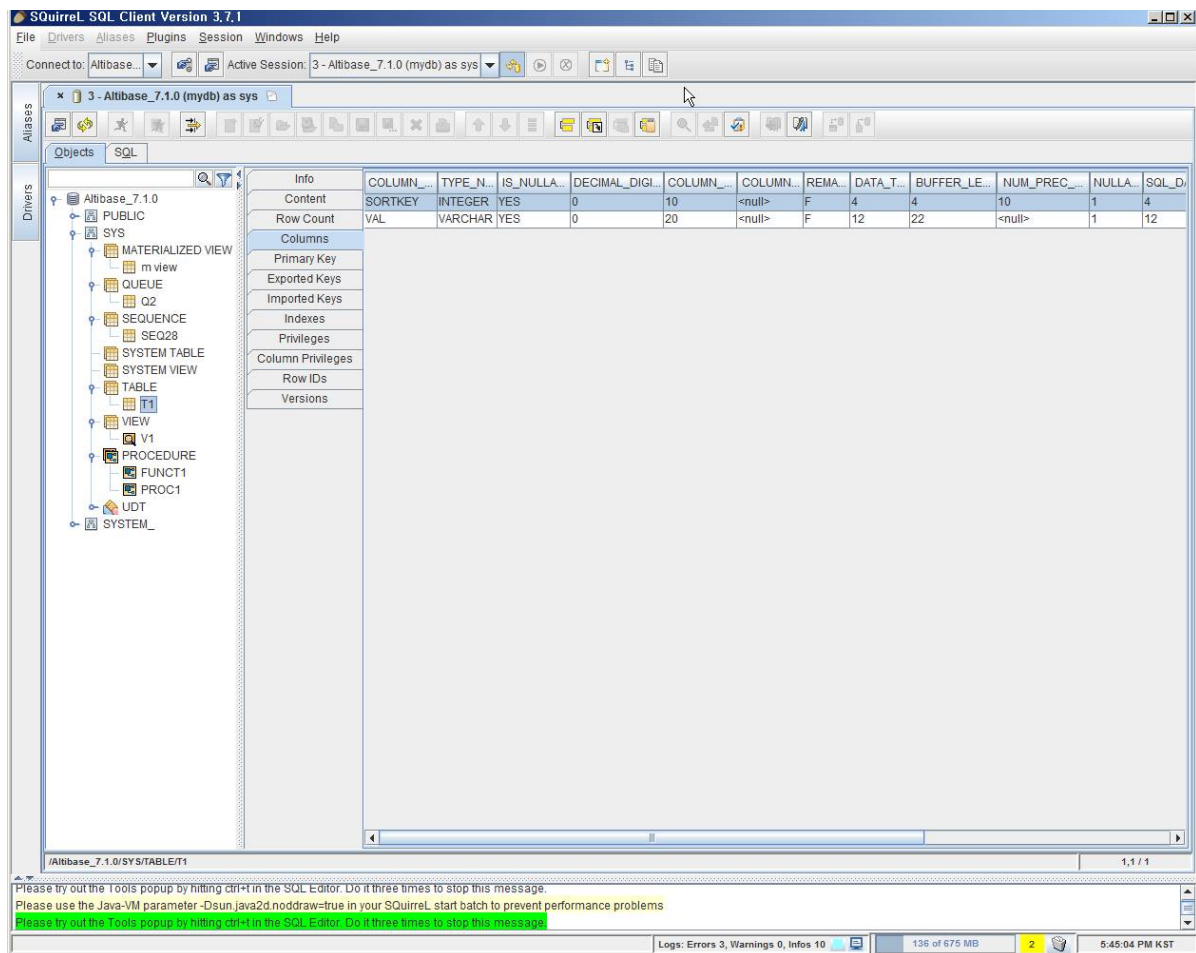 SQuirreL SQL Client Version 3.7.1
File Drivers Aliases Plugins Session Windows Help
Connect to: Altibase... Active Session: 3 - Altibase_7.1.0 (mydb) as sys
3 - Altibase_7.1.0 (mydb) as sys
Aliases
Drivers
Objects SQL
Altibase_7.1.0
PUBLIC
SYS
MATERIALIZED VIEW
m view
QUEUE
Q2
SEQUENCE
SEQ28
SYSTEM TABLE
SYSTEM VIEW
TABLE
T1
VIEW
V1
PROCEDURE
FUNCT1
PROC1
UDT
SYSTEM_
Info
Content
Row Count
Columns
Primary Key
Exported Keys
Imported Keys
Indexes
Privileges
Column Privileges
Row IDs
Versions
COLUMN_... TYPE_N... IS_NULLA... DECIMAL_DIGI... COLUMN_... COLUMN... REMA... DATA_T... BUFFER_LE... NUM_PREC_... NULLA... SQL_DA
SORTKEY INTEGER YES 0 10 <null> F 4 4 10 1 4
VAL VARCHAR YES 0 20 <null> F 12 22 <null> 1 12
/Altibase_7.1.0/SYS/TABLE/T1 1,1 / 1
Please try out the Tools popup by hitting ctrl+t in the SQL Editor. Do it three times to stop this message.
Please use the Java-VM parameter -Dsun.java2d.noddraw=true in your SQuirreL start batch to prevent performance problems
Please try out the Tools popup by hitting ctrl+t in the SQL Editor. Do it three times to stop this message.
Logs: Errors 3, Warnings 0, Infos 10 136 of 675 MB 2 5:45:04 PM KST